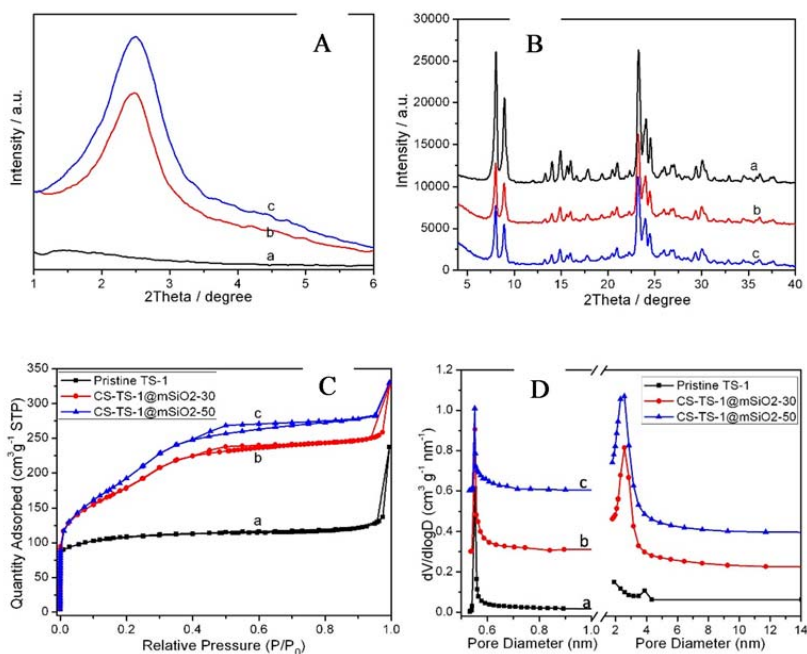 A
Intensity / a.u.
c
b
a
1 2 3 4 5 6
2Theta / degree
B
Intensity / a.u.
30000
25000
20000
15000
10000
5000
0
a
b
c
5 10 15 20 25 30 35 40
2Theta / degree
C
Quantity Adsorbed (cm³g⁻¹ STP)
350
300
250
200
150
100
50
0
Pristine TS-1
CS-TS-1@mSiO2-30
CS-TS-1@mSiO2-50
c
b
a
0.0 0.2 0.4 0.6 0.8 1.0
Relative Pressure (P/P₀)
D
dV/dlogD (cm³ g⁻¹ nm⁻¹)
1.2
1.0
0.8
0.6
0.4
0.2
0.0
Pristine TS-1
CS-TS-1@mSiO2-30
CS-TS-1@mSiO2-50
c
b
a
0.6 0.8 1.0 2 4 6 8 10 12 14
Pore Diameter (nm) Pore Diameter (nm)